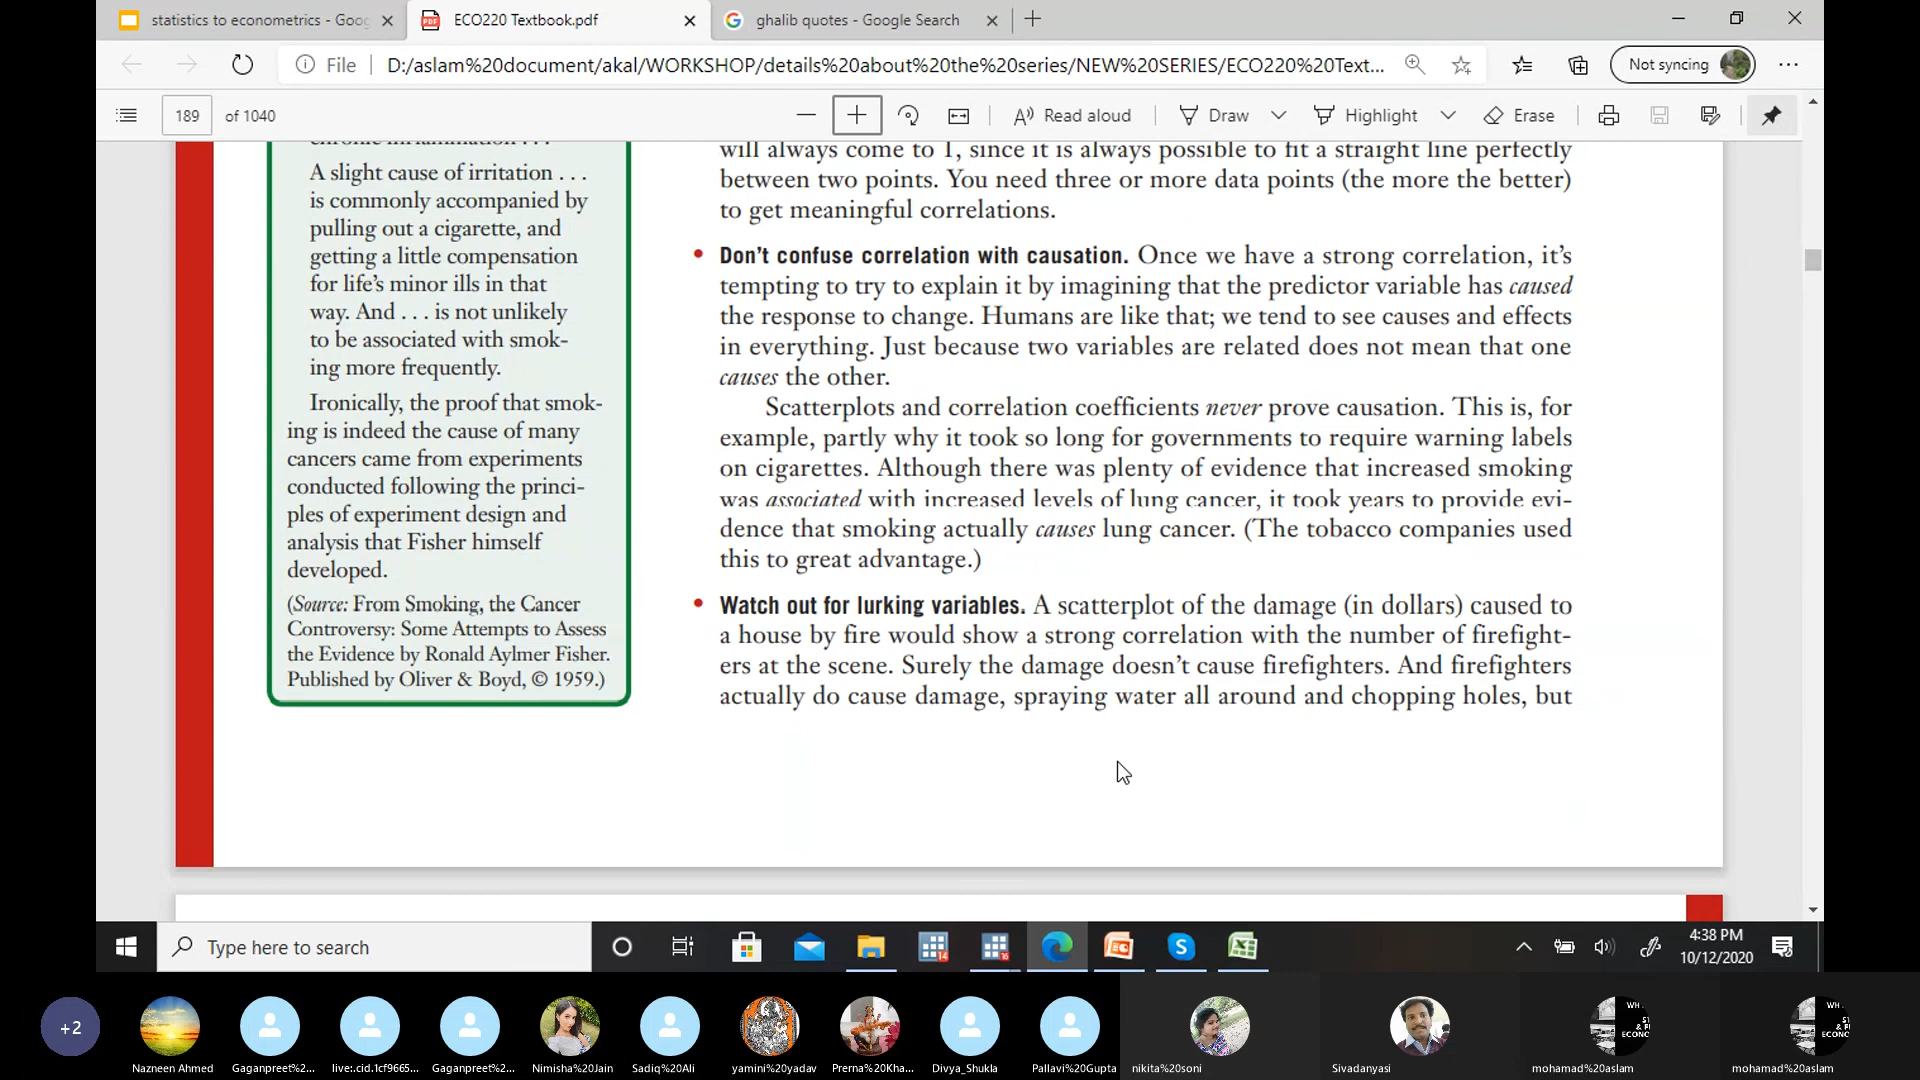 statistics to econometrics - Goog
ECO220 Textbook.pdf
ghalib quotes - Google Search
File
D:/aslam%20document/akal/WORKSHOP/details%20about%20the%20series/NEW%20SERIES/ECO220%20Text...
Not syncing
189 of 1040
Read aloud
Draw
Highlight
Erase
A slight cause of irritation . . .
is commonly accompanied by
pulling out a cigarette, and
getting a little compensation
for life's minor ills in that
way. And . . . is not unlikely
to be associated with smok-
ing more frequently.
Ironically, the proof that smok-
ing is indeed the cause of many
cancers came from experiments
conducted following the princi-
ples of experiment design and
analysis that Fisher himself
developed.
(Source: From Smoking, the Cancer
Controversy: Some Attempts to Assess
the Evidence by Ronald Aylmer Fisher.
Published by Oliver & Boyd, © 1959.)
will always come to 1, since it is always possible to fit a straight line perfectly
between two points. You need three or more data points (the more the better)
to get meaningful correlations.
• Don't confuse correlation with causation. Once we have a strong correlation, it's
tempting to try to explain it by imagining that the predictor variable has caused
the response to change. Humans are like that; we tend to see causes and effects
in everything. Just because two variables are related does not mean that one
causes the other.
Scatterplots and correlation coefficients never prove causation. This is, for
example, partly why it took so long for governments to require warning labels
on cigarettes. Although there was plenty of evidence that increased smoking
was associated with increased levels of lung cancer, it took years to provide evi-
dence that smoking actually causes lung cancer. (The tobacco companies used
this to great advantage.)
• Watch out for lurking variables. A scatterplot of the damage (in dollars) caused to
a house by fire would show a strong correlation with the number of firefight-
ers at the scene. Surely the damage doesn't cause firefighters. And firefighters
actually do cause damage, spraying water all around and chopping holes, but
Type here to search
4:38 PM
10/12/2020
+2
Nazneen Ahmed
Gaganpreet%2...
live:.cid.1cf9665...
Gaganpreet%2...
Nimisha%20Jain
Sadiq%20Ali
yamini%20yadav
Prerna%20Kha...
Divya_Shukla
Pallavi%20Gupta
nikita%20soni
Sivadanyasi
mohamad%20aslam
mohamad%20aslam